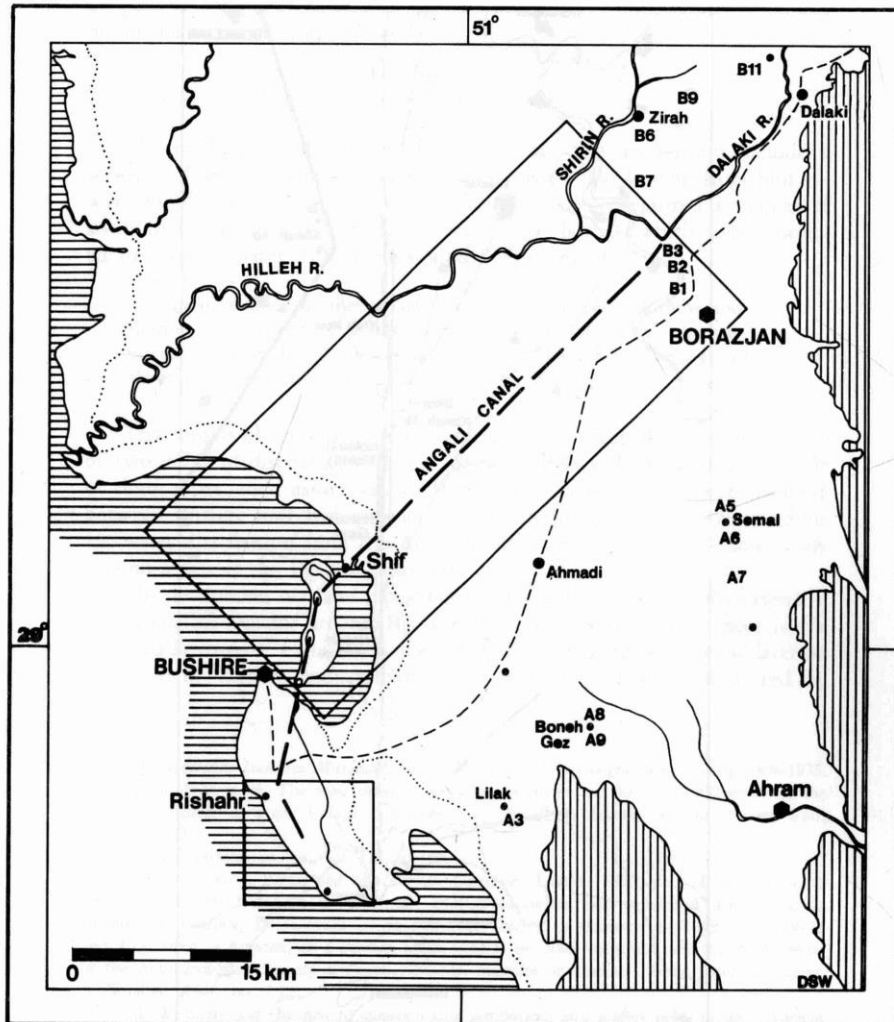 51°
B11
B9
Dalaki
Zirah
B6
SHIRIN R.
DALAKI R.
B7
B3
HILLEH R.
B2
B1
BORAZJAN
ANGALI CANAL
A5
Semal
A6
Shif
Ahmadi
A7
29°
BUSHIRE
A8
Boneh
Gez
A9
Lilak
Ahram
Rishahr
A3
0
15 km
DSW